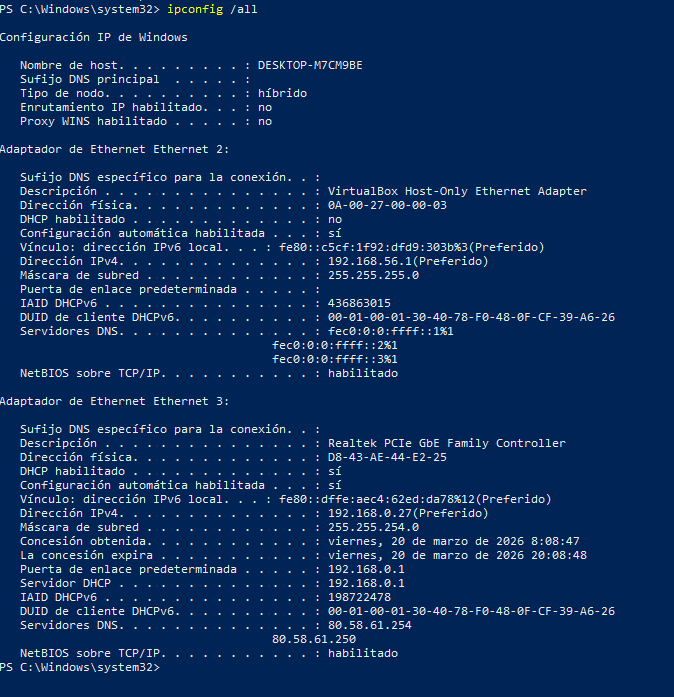 PS C:\Windows\system32> ipconfig /all
Configuración IP de Windows
Nombre de host. . . . . . . . . : DESKTOP-M7CM9BE
Sufijo DNS principal  . . . . . :
Tipo de nodo. . . . . . . . . . : híbrido
Enrutamiento IP habilitado. . . : no
Proxy WINS habilitado . . . . . : no
Adaptador de Ethernet Ethernet 2:
Sufijo DNS específico para la conexión. . :
Descripción . . . . . . . . . . . . . . . : VirtualBox Host-Only Ethernet Adapter
Dirección física. . . . . . . . . . . . . : 0A-00-27-00-00-03
DHCP habilitado . . . . . . . . . . . . . : no
Configuración automática habilitada . . . : sí
Vínculo: dirección IPv6 local. . . : fe80::c5cf:1f92:dfd9:303b%3(Preferido)
Dirección IPv4. . . . . . . . . . . . . . : 192.168.56.1(Preferido)
Máscara de subred . . . . . . . . . . . . : 255.255.255.0
Puerta de enlace predeterminada . . . . . :
IAID DHCPv6 . . . . . . . . . . . . . . . : 436863015
DUID de cliente DHCPv6. . . . . . . . . . : 00-01-00-01-30-40-78-F0-48-0F-CF-39-A6-26
Servidores DNS. . . . . . . . . . . . . . : fec0:0:0:ffff::1%1
fec0:0:0:ffff::2%1
fec0:0:0:ffff::3%1
NetBIOS sobre TCP/IP. . . . . . . . . . . : habilitado
Adaptador de Ethernet Ethernet 3:
Sufijo DNS específico para la conexión. . :
Descripción . . . . . . . . . . . . . . . : Realtek PCIe GbE Family Controller
Dirección física. . . . . . . . . . . . . : D8-43-AE-44-E2-25
DHCP habilitado . . . . . . . . . . . . . : sí
Configuración automática habilitada . . . : sí
Vínculo: dirección IPv6 local. . . : fe80::dffe:aec4:62ed:da78%12(Preferido)
Dirección IPv4. . . . . . . . . . . . . . : 192.168.0.27(Preferido)
Máscara de subred . . . . . . . . . . . . : 255.255.254.0
Concesión obtenida. . . . . . . . . . . . : viernes, 20 de marzo de 2026 8:08:47
La concesión expira . . . . . . . . . . . : viernes, 20 de marzo de 2026 20:08:48
Puerta de enlace predeterminada . . . . . : 192.168.0.1
Servidor DHCP . . . . . . . . . . . . . . : 192.168.0.1
IAID DHCPv6 . . . . . . . . . . . . . . . : 198722478
DUID de cliente DHCPv6. . . . . . . . . . : 00-01-00-01-30-40-78-F0-48-0F-CF-39-A6-26
Servidores DNS. . . . . . . . . . . . . . : 80.58.61.254
80.58.61.250
NetBIOS sobre TCP/IP. . . . . . . . . . . : habilitado
PS C:\Windows\system32>